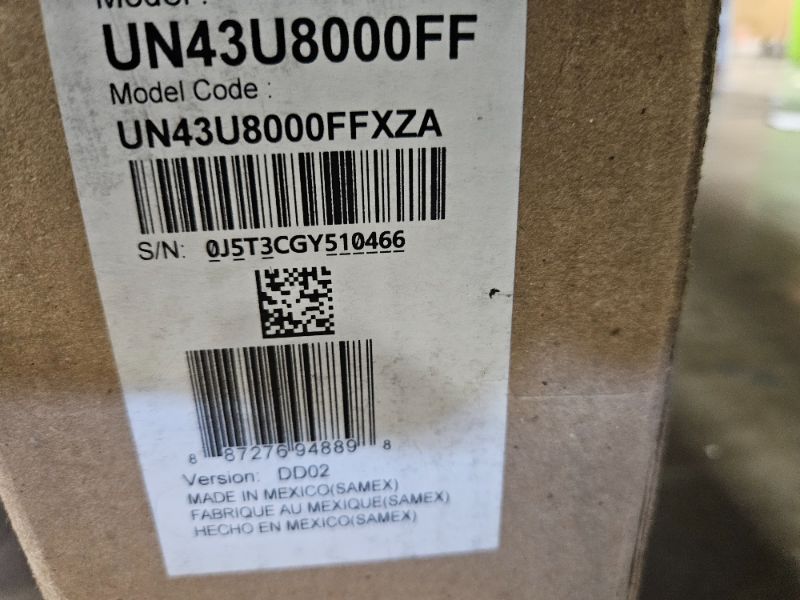 Model :
UN43U8000FF
Model Code :
UN43U8000FFXZA
S/N: 0J5T3CGY510466
8 87276 94889 8
Version: DD02
MADE IN MEXICO(SAMEX)
FABRIQUE AU MEXIQUE(SAMEX)
HECHO EN MEXICO(SAMEX)